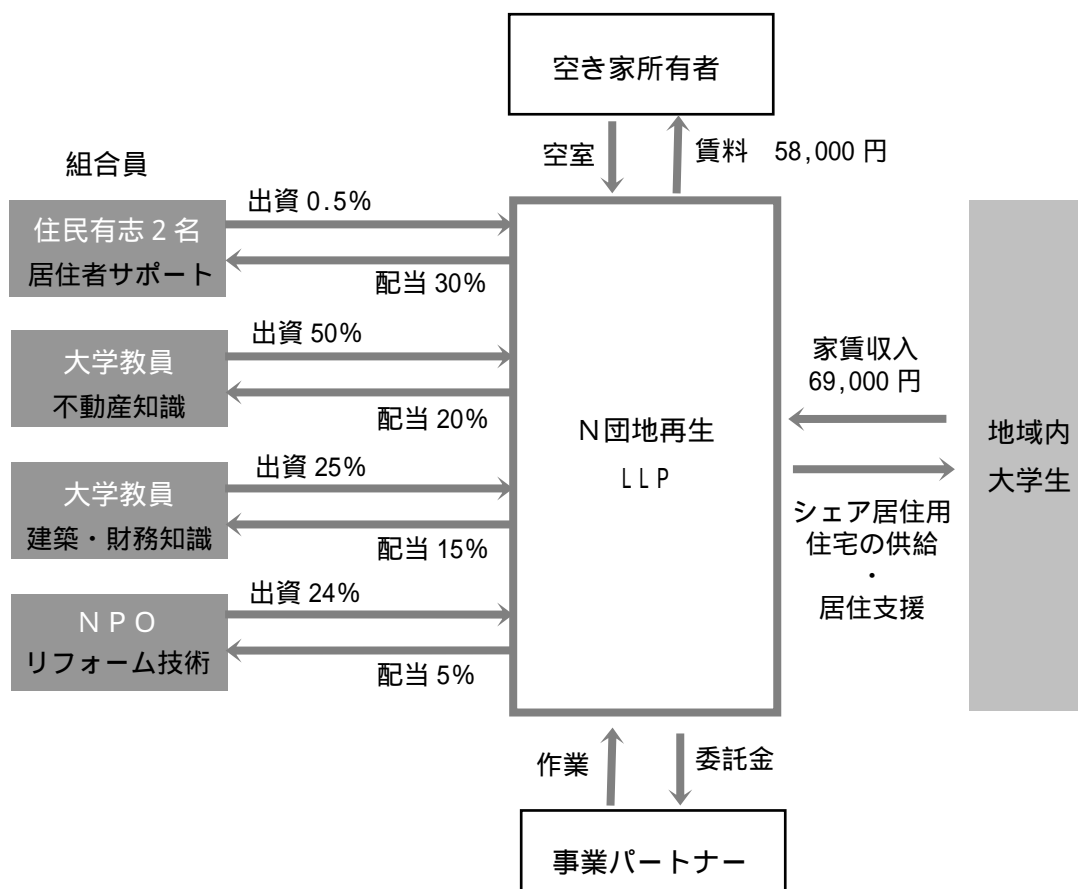 空き家所有者
空室
賃料 58,000 円
組合員
住民有志 2 名
居住者サポート
出資 0.5%
配当 30%
大学教員
不動産知識
出資 50%
配当 20%
大学教員
建築・財務知識
出資 25%
配当 15%
NPO
リフォーム技術
出資 24%
配当 5%
N団地再生
LLP
家賃収入
69,000 円
シェア居住用
住宅の供給
・
居住支援
地域内
大学生
作業
委託金
事業パートナー